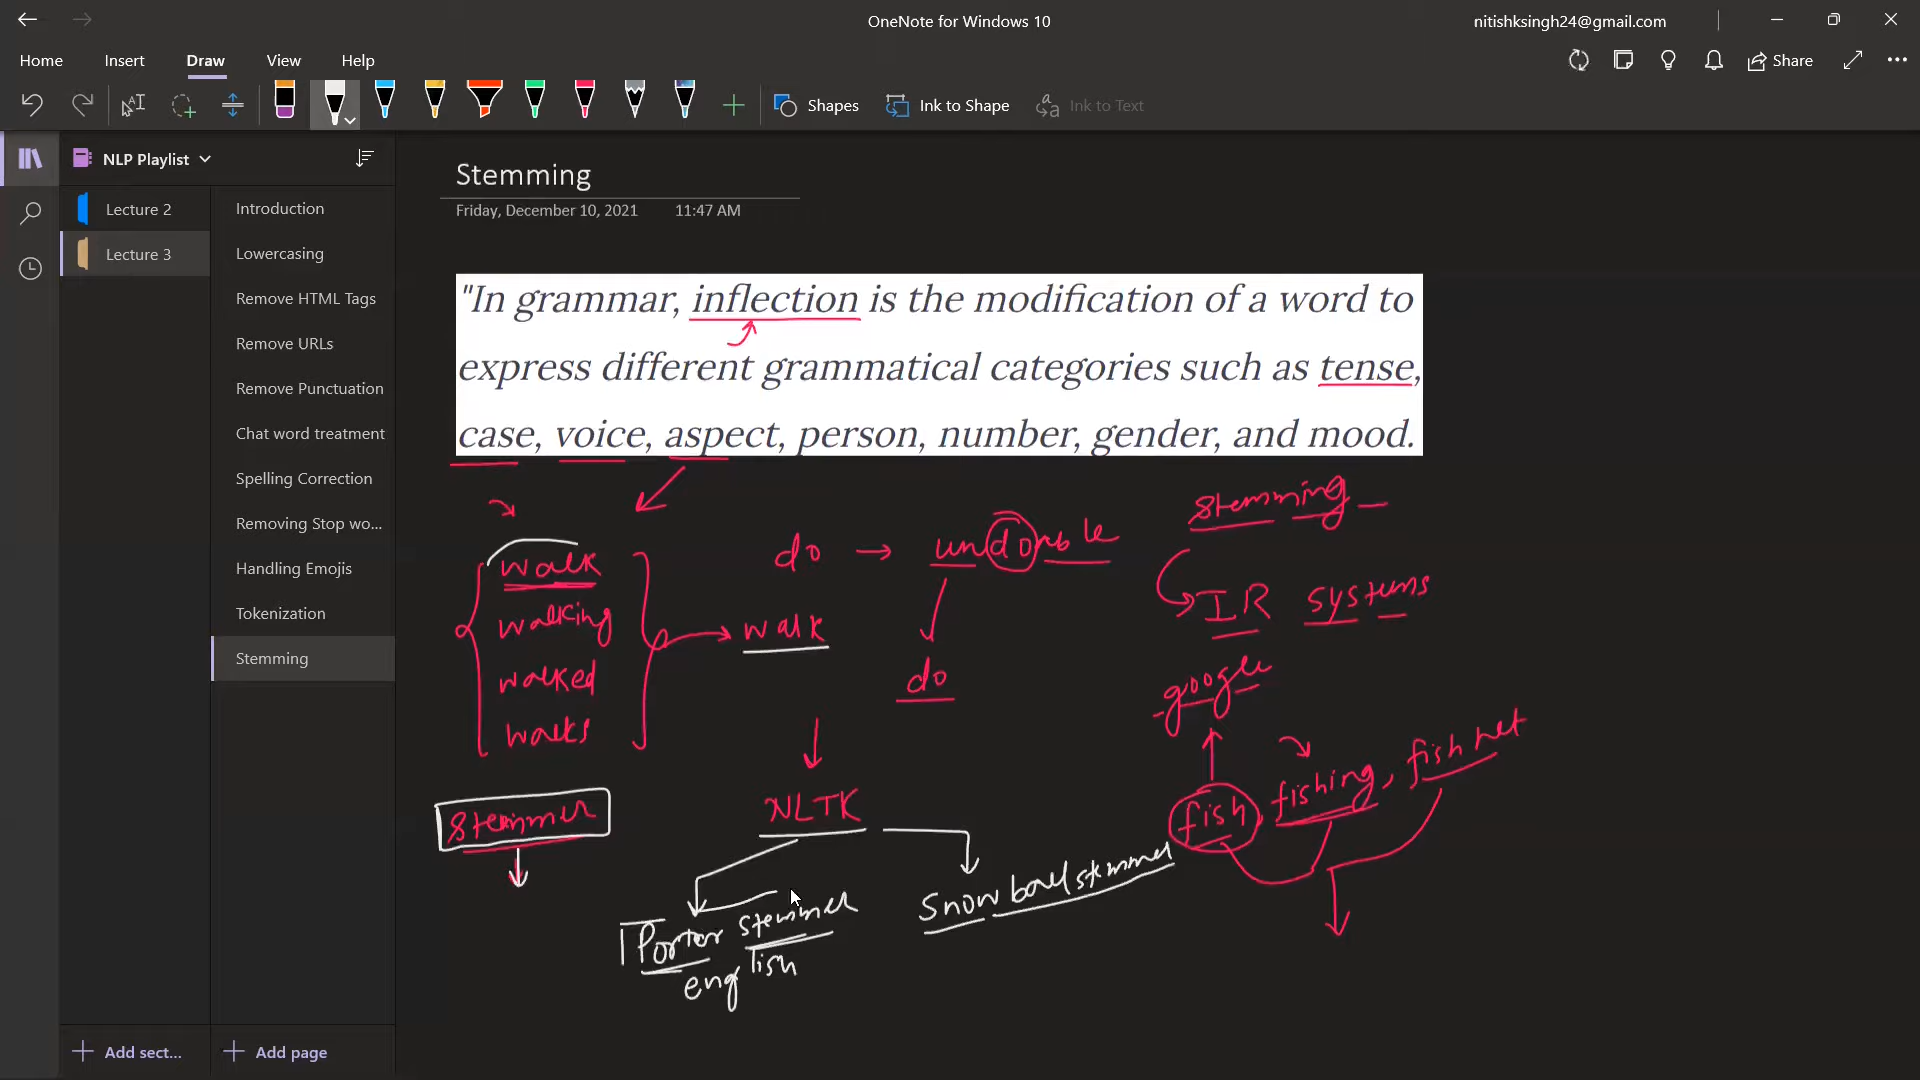 OneNote for Windows 10
nitishksingh24@gmail.com
Home Insert Draw View Help
Share
Shapes Ink to Shape Ink to Text
NLP Playlist
Lecture 2
Lecture 3
Introduction
Lowercasing
Remove HTML Tags
Remove URLs
Remove Punctuation
Chat word treatment
Spelling Correction
Removing Stop wo...
Handling Emojis
Tokenization
Stemming
Add sect...
Add page
Stemming
Friday, December 10, 2021 11:47 AM
"In grammar, inflection is the modification of a word to
express different grammatical categories such as tense,
case, voice, aspect, person, number, gender, and mood.
Stemming
walk
walking
walked
walks
do → undoable
walk
do
IR systems
google
fish, fishing, fishnet
stemmer
NLTK
Porter stemmer
english
Snowball stemmer